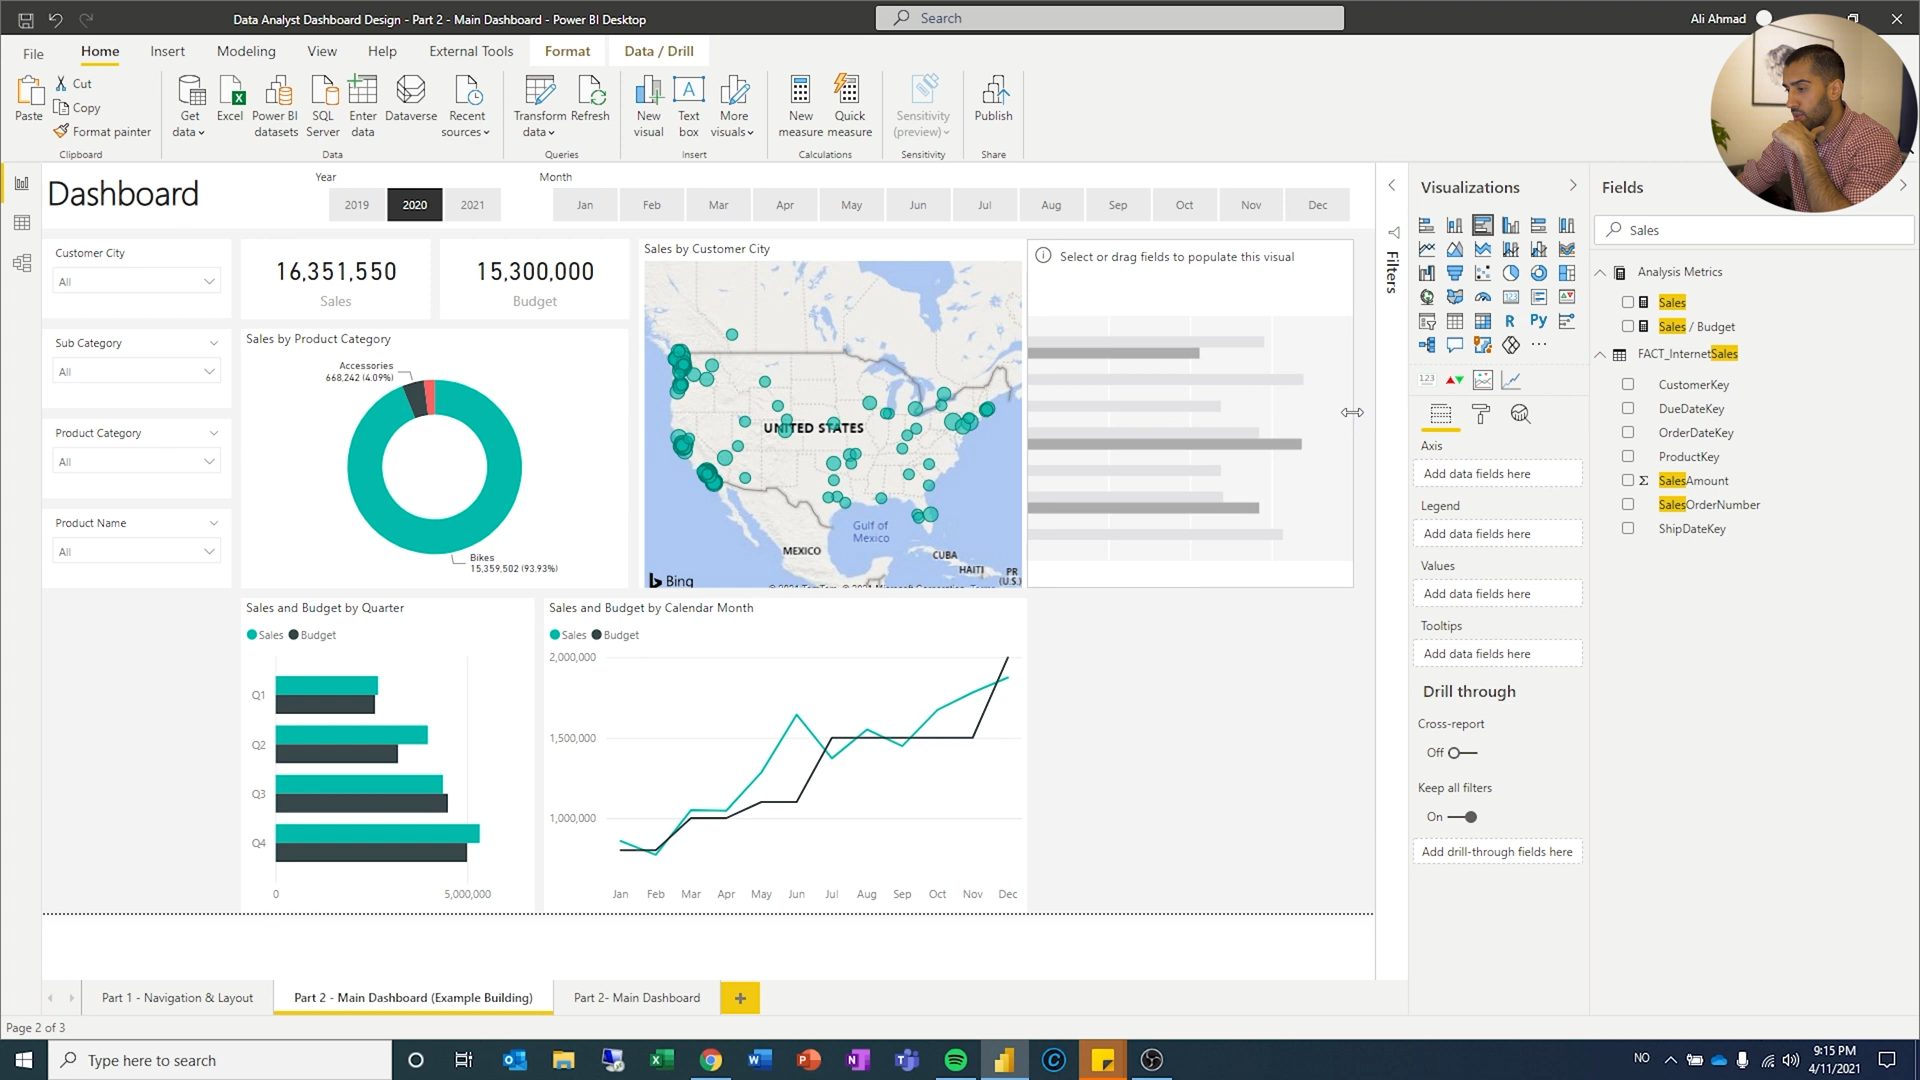 Data Analyst Dashboard Design - Part 2 - Main Dashboard - Power BI Desktop
Search
Ali Ahmad
File
Home
Insert
Modeling
View
Help
External Tools
Format
Data / Drill
Paste
Cut
Copy
Format painter
Get data
Excel
Power BI datasets
SQL Server
Enter data
Dataverse
Recent sources
Transform data
Refresh
New visual
Text box
More visuals
New measure
Quick measure
Sensitivity (preview)
Publish
Clipboard
Data
Queries
Insert
Calculations
Sensitivity
Share
Dashboard
Year
2019
2020
2021
Month
Jan
Feb
Mar
Apr
May
Jun
Jul
Aug
Sep
Oct
Nov
Dec
Customer City
All
Sub Category
All
Product Category
All
Product Name
All
16,351,550
Sales
15,300,000
Budget
Sales by Product Category
Accessories
668,242 (4.09%)
Bikes
15,359,502 (93.93%)
Sales by Customer City
UNITED STATES
Gulf of
Mexico
MEXICO
CUBA
HAITI
PR
(U.S.)
Bing
Select or drag fields to populate this visual
Sales and Budget by Quarter
Sales
Budget
Q1
Q2
Q3
Q4
0
5,000,000
Sales and Budget by Calendar Month
Sales
Budget
2,000,000
1,500,000
1,000,000
Jan
Feb
Mar
Apr
May
Jun
Jul
Aug
Sep
Oct
Nov
Dec
Filters
Visualizations
R
Py
123
Axis
Add data fields here
Legend
Add data fields here
Values
Add data fields here
Tooltips
Add data fields here
Drill through
Cross-report
Off
Keep all filters
On
Add drill-through fields here
Fields
Sales
Analysis Metrics
Sales
Sales / Budget
FACT_InternetSales
CustomerKey
DueDateKey
OrderDateKey
ProductKey
Σ SalesAmount
SalesOrderNumber
ShipDateKey
Part 1 - Navigation & Layout
Part 2 - Main Dashboard (Example Building)
Part 2- Main Dashboard
+
Page 2 of 3
Type here to search
NO
9:15 PM
4/11/2021